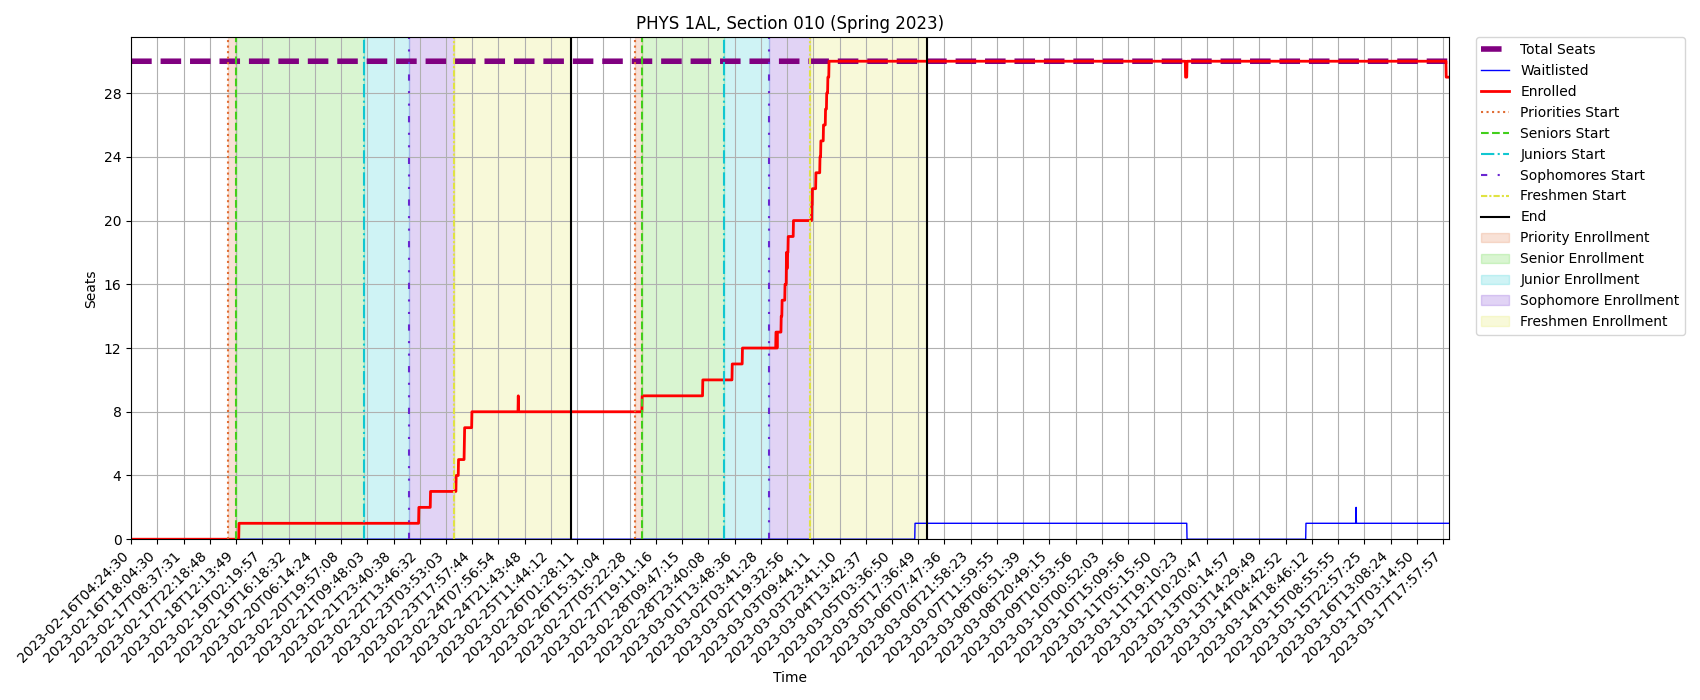 PHYS 1AL, Section 010 (Spring 2023)
Seats
28
24
20
16
12
8
4
0
2023-02-16T04:24:30
2023-02-16T18:04:30
2023-02-17T08:37:31
2023-02-17T22:18:48
2023-02-18T12:13:49
2023-02-19T02:19:57
2023-02-19T16:18:32
2023-02-20T06:14:24
2023-02-20T19:57:08
2023-02-21T09:48:03
2023-02-21T23:40:38
2023-02-22T13:46:32
2023-02-23T03:53:03
2023-02-23T17:57:44
2023-02-24T07:56:54
2023-02-24T21:43:48
2023-02-25T11:44:12
2023-02-26T01:28:11
2023-02-26T15:31:04
2023-02-27T05:22:28
2023-02-27T19:11:16
2023-02-28T09:47:15
2023-02-28T23:40:08
2023-03-01T13:48:36
2023-03-02T03:41:28
2023-03-02T19:32:56
2023-03-03T09:44:11
2023-03-03T23:41:10
2023-03-04T13:42:37
2023-03-05T03:36:50
2023-03-05T17:36:49
2023-03-06T07:47:36
2023-03-06T21:58:23
2023-03-07T11:59:55
2023-03-08T06:51:39
2023-03-08T20:49:15
2023-03-09T10:53:56
2023-03-10T00:52:03
2023-03-10T15:09:56
2023-03-11T05:15:50
2023-03-11T19:10:23
2023-03-12T10:20:47
2023-03-13T00:14:57
2023-03-13T14:29:49
2023-03-14T04:42:52
2023-03-14T18:46:12
2023-03-15T08:55:55
2023-03-15T22:57:25
2023-03-16T13:08:24
2023-03-17T03:14:50
2023-03-17T17:57:57
Time
Total Seats
Waitlisted
Enrolled
Priorities Start
Seniors Start
Juniors Start
Sophomores Start
Freshmen Start
End
Priority Enrollment
Senior Enrollment
Junior Enrollment
Sophomore Enrollment
Freshmen Enrollment